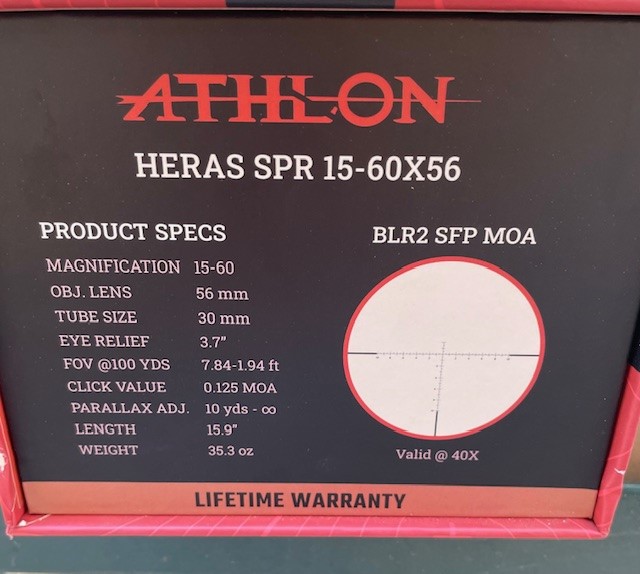 ATHLON
HERAS SPR 15-60X56
PRODUCT SPECS
MAGNIFICATION 15-60
OBJ. LENS 56 mm
TUBE SIZE 30 mm
EYE RELIEF 3.7"
FOV @100 YDS 7.84-1.94 ft
CLICK VALUE 0.125 MOA
PARALLAX ADJ. 10 yds - ∞
LENGTH 15.9"
WEIGHT 35.3 oz
BLR2 SFP MOA
Valid @ 40X
LIFETIME WARRANTY